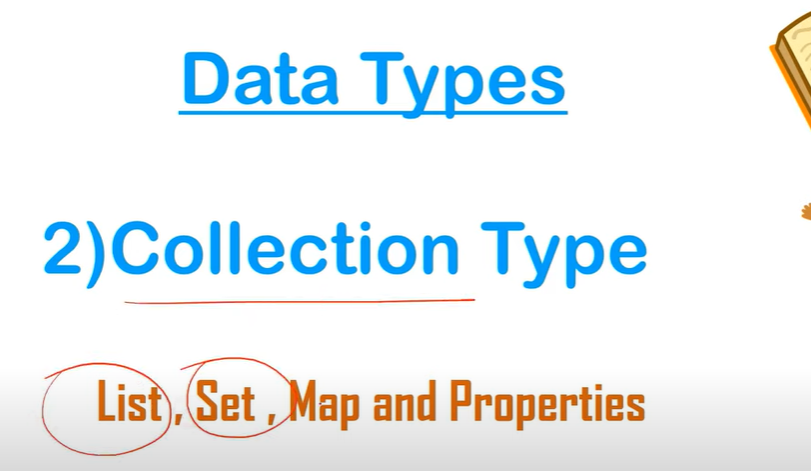 Data Types
2)Collection Type
List , Set , Map and Properties